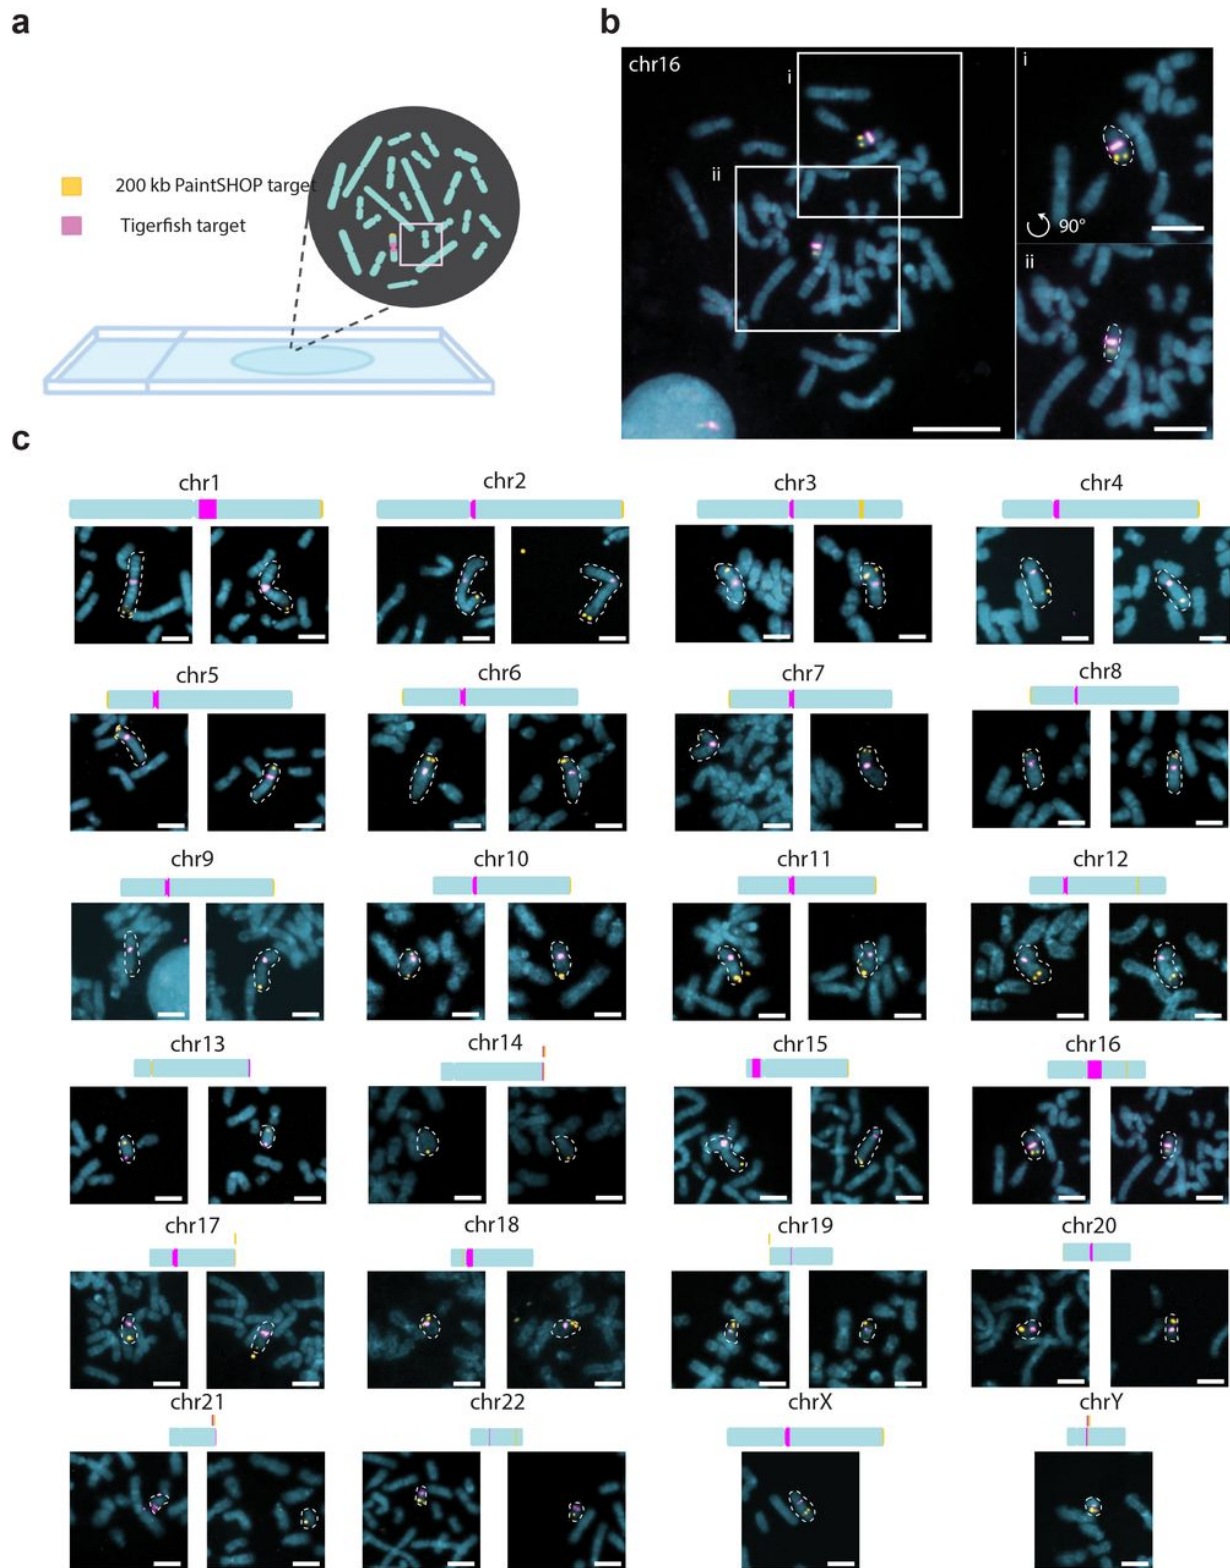 a
b
200 kb PaintSHOP target
Tigerfish target
chr16
i
ii
i
90°
ii
c
chr1
chr2
chr3
chr4
chr5
chr6
chr7
chr8
chr9
chr10
chr11
chr12
chr13
chr14
chr15
chr16
chr17
chr18
chr19
chr20
chr21
chr22
chrX
chrY